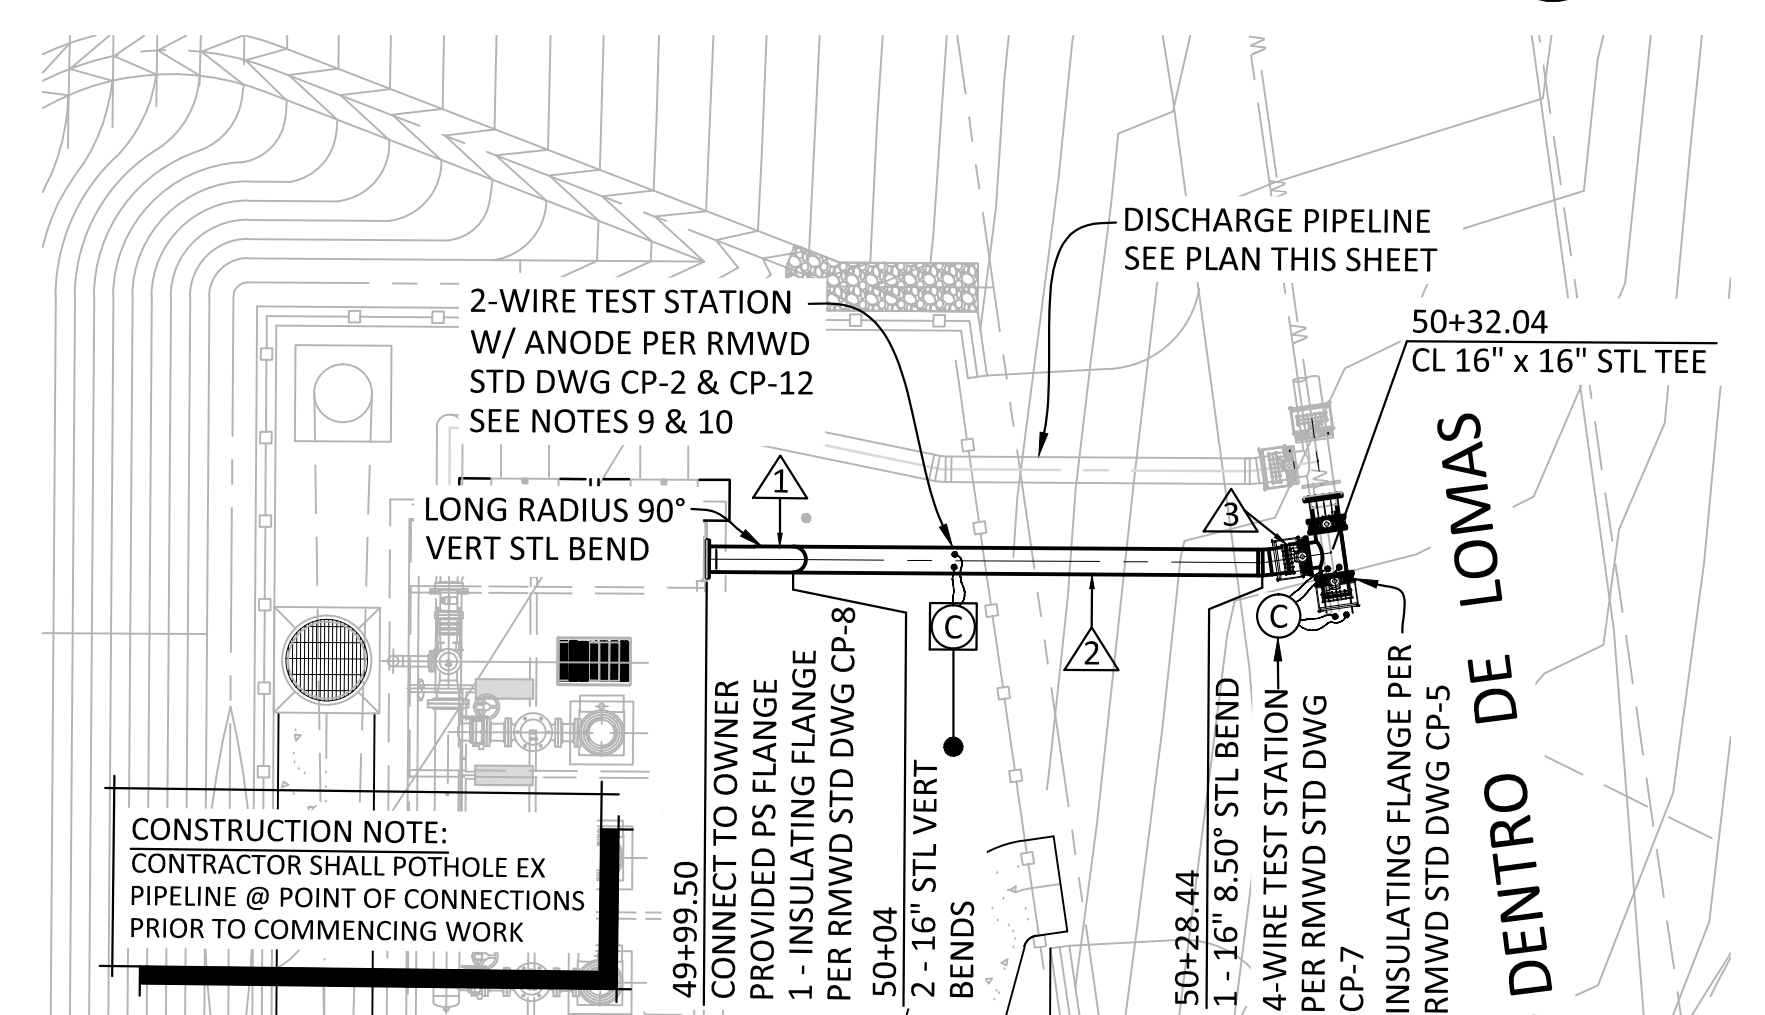 DISCHARGE PIPELINE
SEE PLAN THIS SHEET
2-WIRE TEST STATION
W/ ANODE PER RMWD
STD DWG CP-2 & CP-12
SEE NOTES 9 & 10
50+32.04
CL 16" x 16" STL TEE
LONG RADIUS 90°
VERT STL BEND
1
2
3
C
C
49+99.50
CONNECT TO OWNER
PROVIDED PS FLANGE
1 - INSULATING FLANGE
PER RMWD STD DWG CP-8
50+04
2 - 16" STL VERT
BENDS
50+28.44
1 - 16" 8.50° STL BEND
4-WIRE TEST STATION
PER RMWD STD DWG
CP-7
INSULATING FLANGE PER
RMWD STD DWG CP-5
DENTRO DE LOMAS
CONSTRUCTION NOTE:
CONTRACTOR SHALL POTHOLE EX
PIPELINE @ POINT OF CONNECTIONS
PRIOR TO COMMENCING WORK